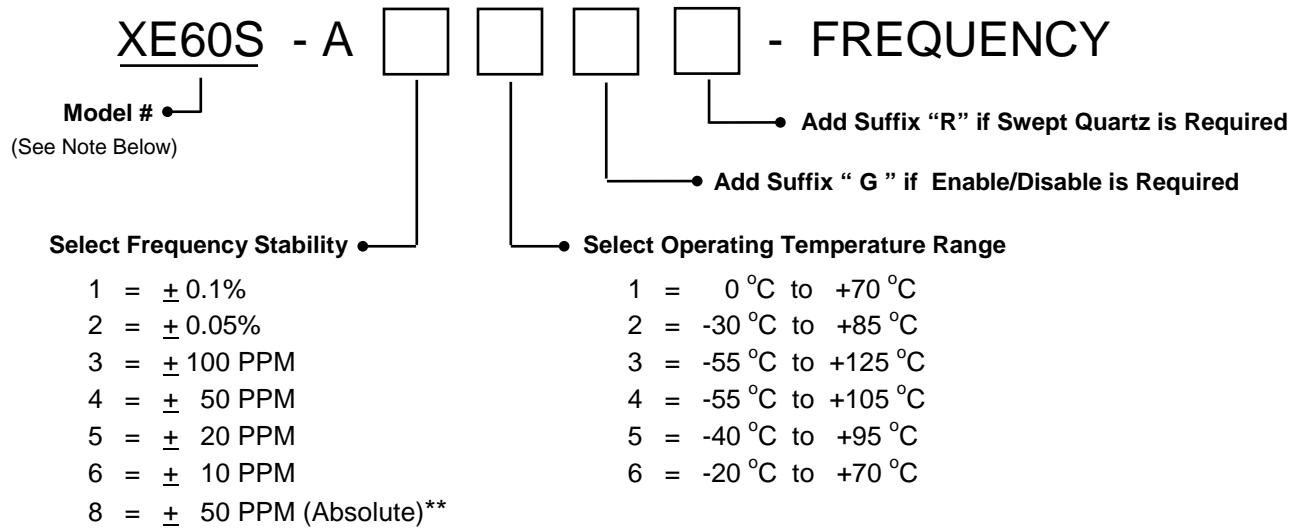 XE60S - A - FREQUENCY
Model #
(See Note Below)
Add Suffix “R” if Swept Quartz is Required
Add Suffix “ G ” if Enable/Disable is Required
Select Frequency Stability
1 = ± 0.1%
2 = ± 0.05%
3 = ± 100 PPM
4 = ± 50 PPM
5 = ± 20 PPM
6 = ± 10 PPM
8 = ± 50 PPM (Absolute)**
Select Operating Temperature Range
1 = 0 °C to +70 °C
2 = -30 °C to +85 °C
3 = -55 °C to +125 °C
4 = -55 °C to +105 °C
5 = -40 °C to +95 °C
6 = -20 °C to +70 °C